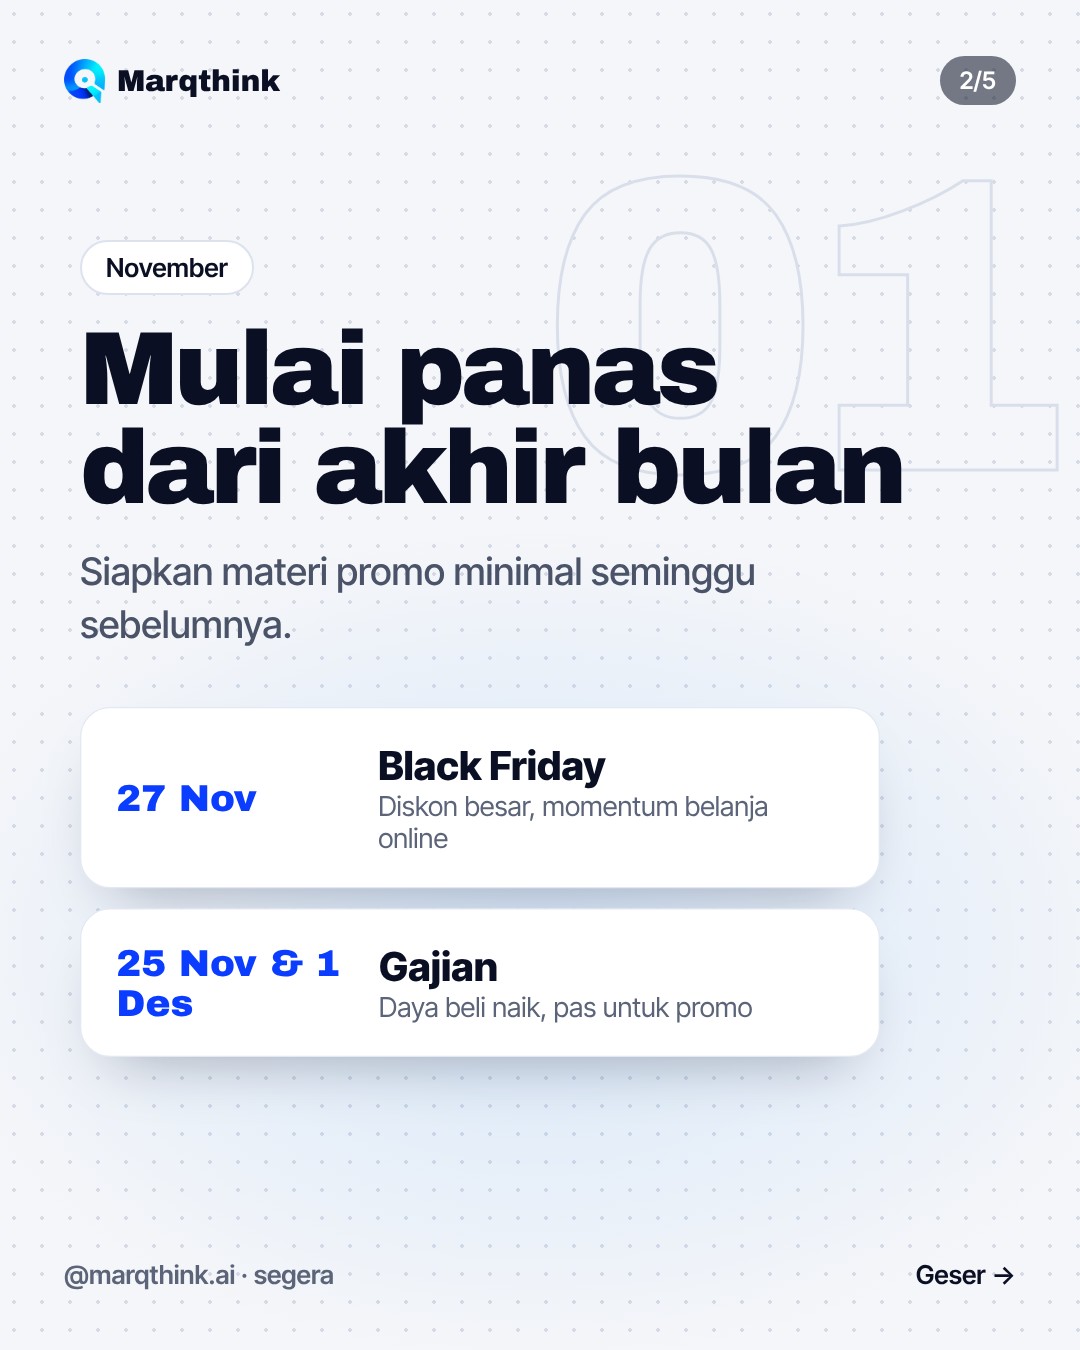 Marqthink
2/5
01
November
Mulai panas
dari akhir bulan
Siapkan materi promo minimal seminggu
sebelumnya.
27 Nov
Black Friday
Diskon besar, momentum belanja
online
25 Nov & 1
Des
Gajian
Daya beli naik, pas untuk promo
@marqthink.ai · segera
Geser →